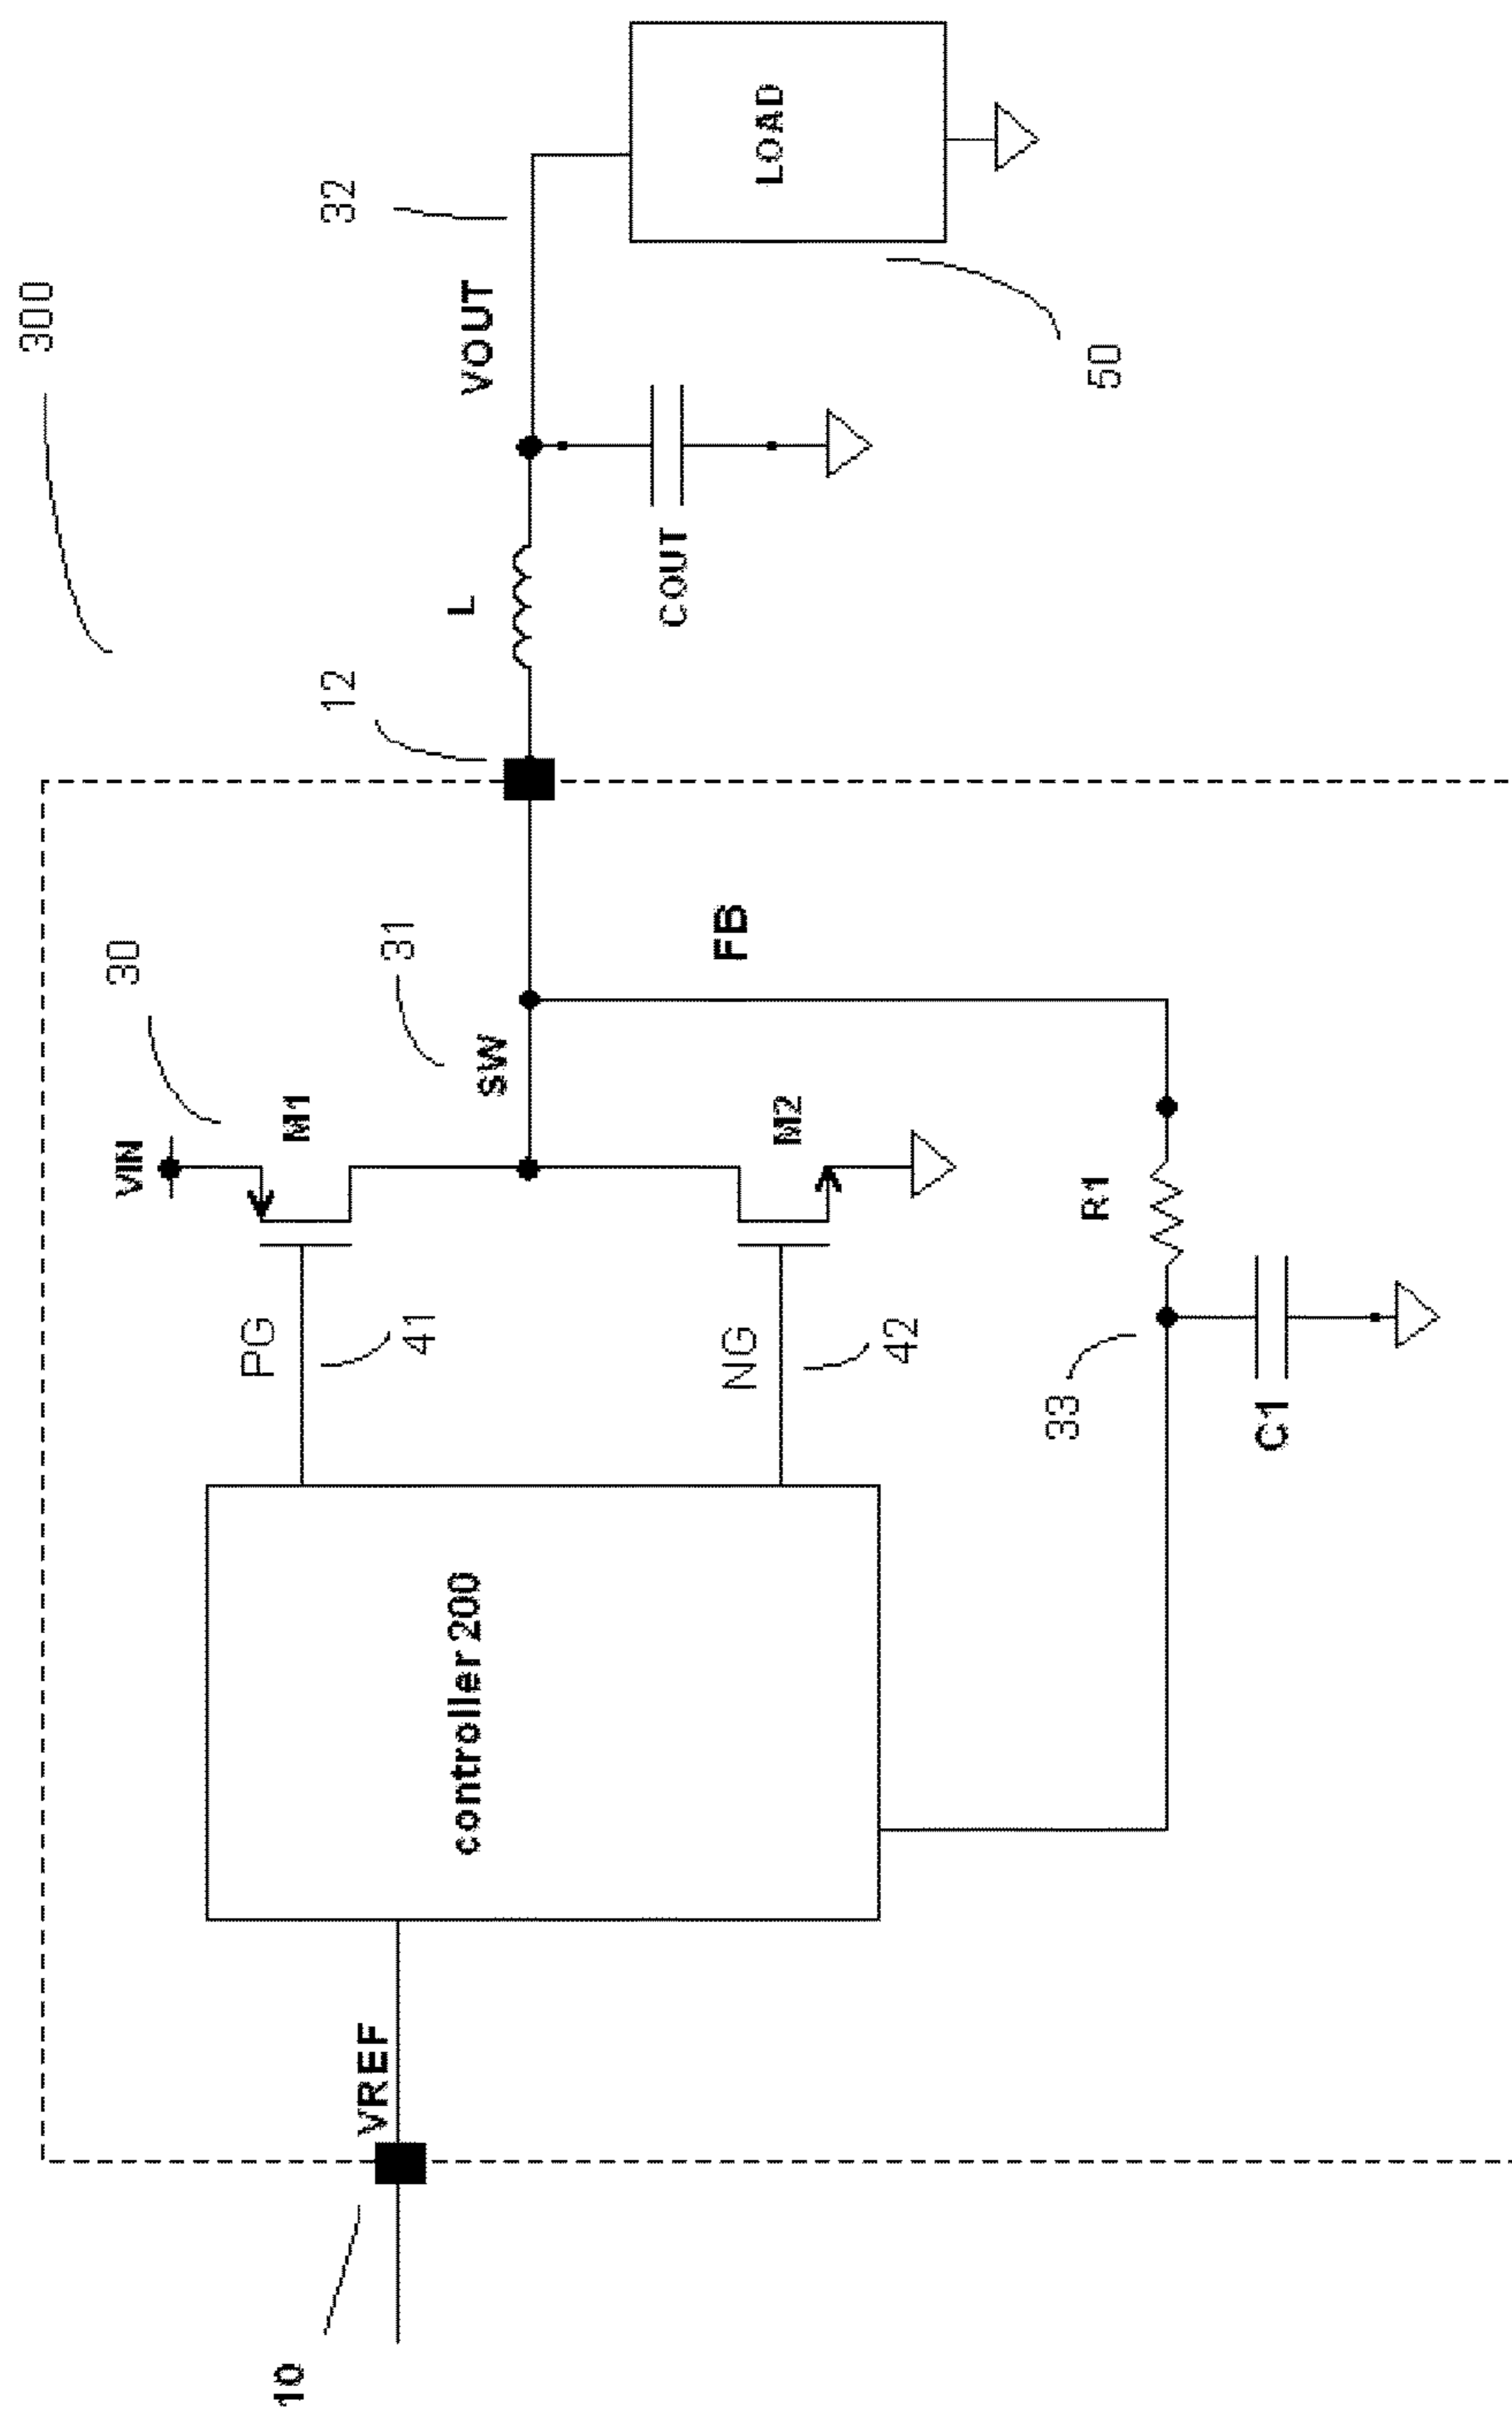 300
30
VIN
M1
PG
41
31
SW
12
L
VOUT
32
LOAD
50
COUT
FB
M2
NG
42
controller 200
VREF
10
R1
33
C1